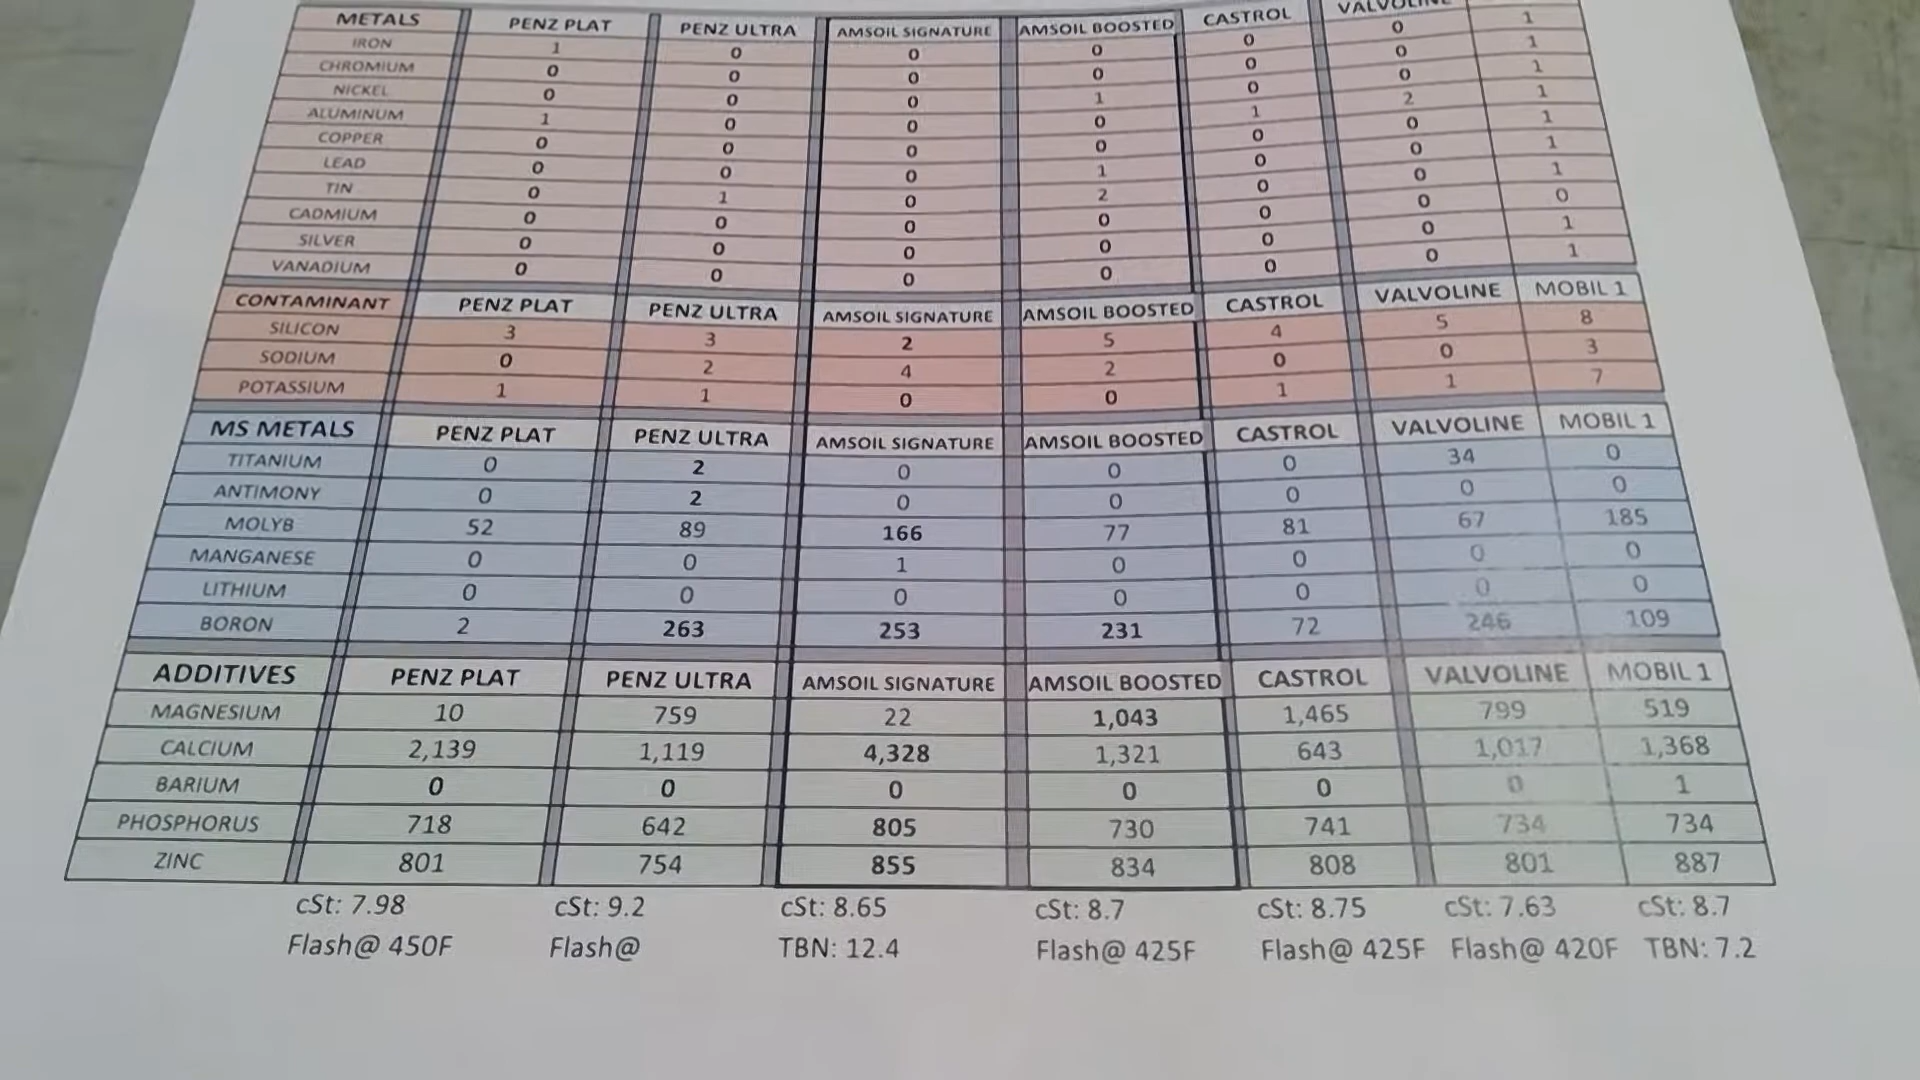 METALS PENZ PLAT PENZ ULTRA AMSOIL SIGNATURE AMSOIL BOOSTED CASTROL VALVOLINE
IRON 1 0 0 0 0 0 1
CHROMIUM 0 0 0 0 0 0 1
NICKEL 0 0 0 1 0 0 1
ALUMINUM 1 0 0 0 1 2 1
COPPER 0 0 0 0 0 0 1
LEAD 0 0 0 1 0 0 1
TIN 0 1 0 2 0 0 1
CADMIUM 0 0 0 0 0 0 0
SILVER 0 0 0 0 0 0 1
VANADIUM 0 0 0 0 0 0 1
CONTAMINANT PENZ PLAT PENZ ULTRA AMSOIL SIGNATURE AMSOIL BOOSTED CASTROL VALVOLINE MOBIL 1
SILICON 3 3 2 5 4 5 8
SODIUM 0 2 4 2 0 0 3
POTASSIUM 1 1 0 0 1 1 7
MS METALS PENZ PLAT PENZ ULTRA AMSOIL SIGNATURE AMSOIL BOOSTED CASTROL VALVOLINE MOBIL 1
TITANIUM 0 2 0 0 0 34 0
ANTIMONY 0 2 0 0 0 0 0
MOLYB 52 89 166 77 81 67 185
MANGANESE 0 0 1 0 0 0 0
LITHIUM 0 0 0 0 0 0 0
BORON 2 263 253 231 72 246 109
ADDITIVES PENZ PLAT PENZ ULTRA AMSOIL SIGNATURE AMSOIL BOOSTED CASTROL VALVOLINE MOBIL 1
MAGNESIUM 10 759 22 1,043 1,465 799 519
CALCIUM 2,139 1,119 4,328 1,321 643 1,017 1,368
BARIUM 0 0 0 0 0 0 1
PHOSPHORUS 718 642 805 730 741 734 734
ZINC 801 754 855 834 808 801 887
cSt: 7.98 cSt: 9.2 cSt: 8.65 cSt: 8.7 cSt: 8.75 cSt: 7.63 cSt: 8.7
Flash@ 450F Flash@ TBN: 12.4 Flash@ 425F Flash@ 425F Flash@ 420F TBN: 7.2